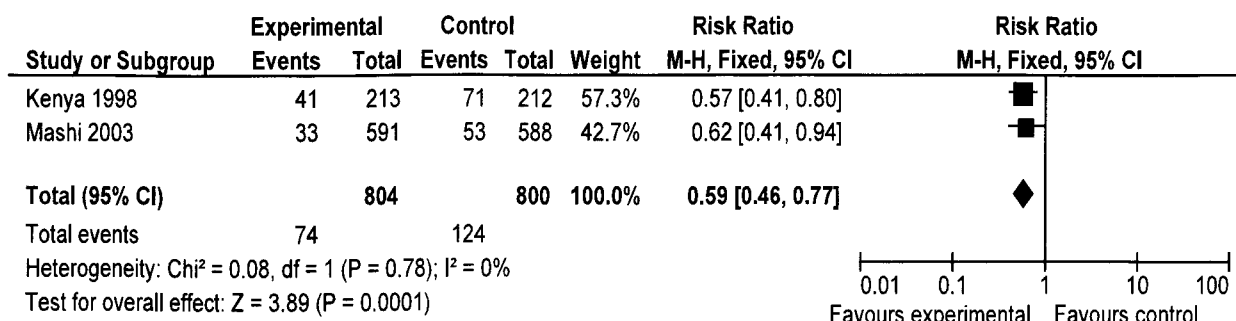 Experimental Control Risk Ratio Risk Ratio
Study or Subgroup Events Total Events Total Weight M-H, Fixed, 95% CI M-H, Fixed, 95% CI
Kenya 1998 41 213 71 212 57.3% 0.57 [0.41, 0.80]
Mashi 2003 33 591 53 588 42.7% 0.62 [0.41, 0.94]
Total (95% CI) 804 800 100.0% 0.59 [0.46, 0.77]
Total events 74 124
Heterogeneity: Chi² = 0.08, df = 1 (P = 0.78); I² = 0%
Test for overall effect: Z = 3.89 (P = 0.0001)
0.01 0.1 1 10 100
Favours experimental Favours control